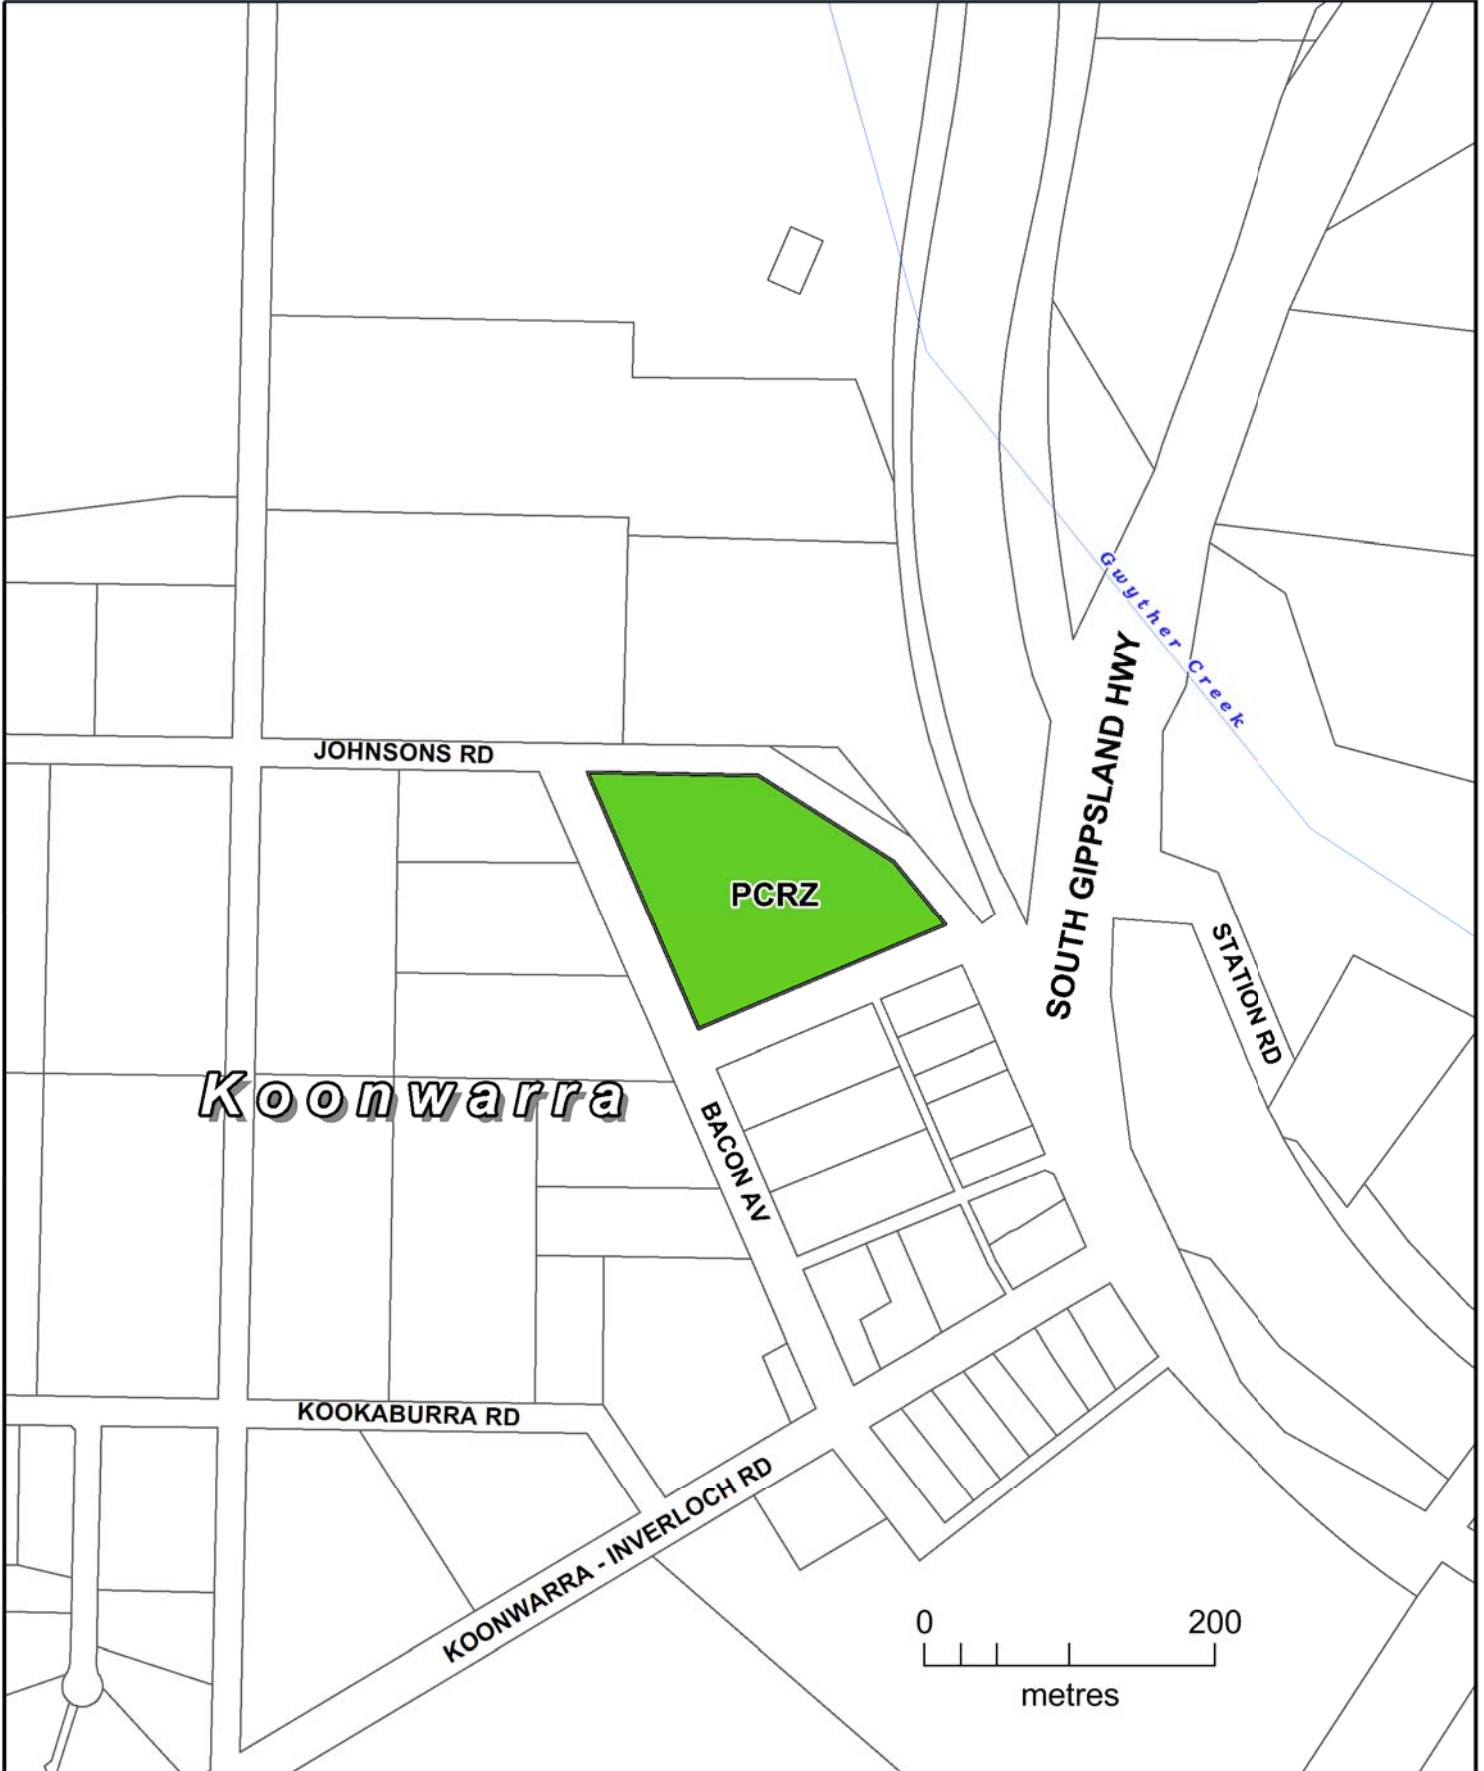 Gwyther Creek
SOUTH GIPPSLAND HWY
JOHNSONS RD
PCRZ
STATION RD
Koonwarra
BACON AV
KOOKABURRA RD
KOONWARRA - INVERLOCH RD
0 200
metres